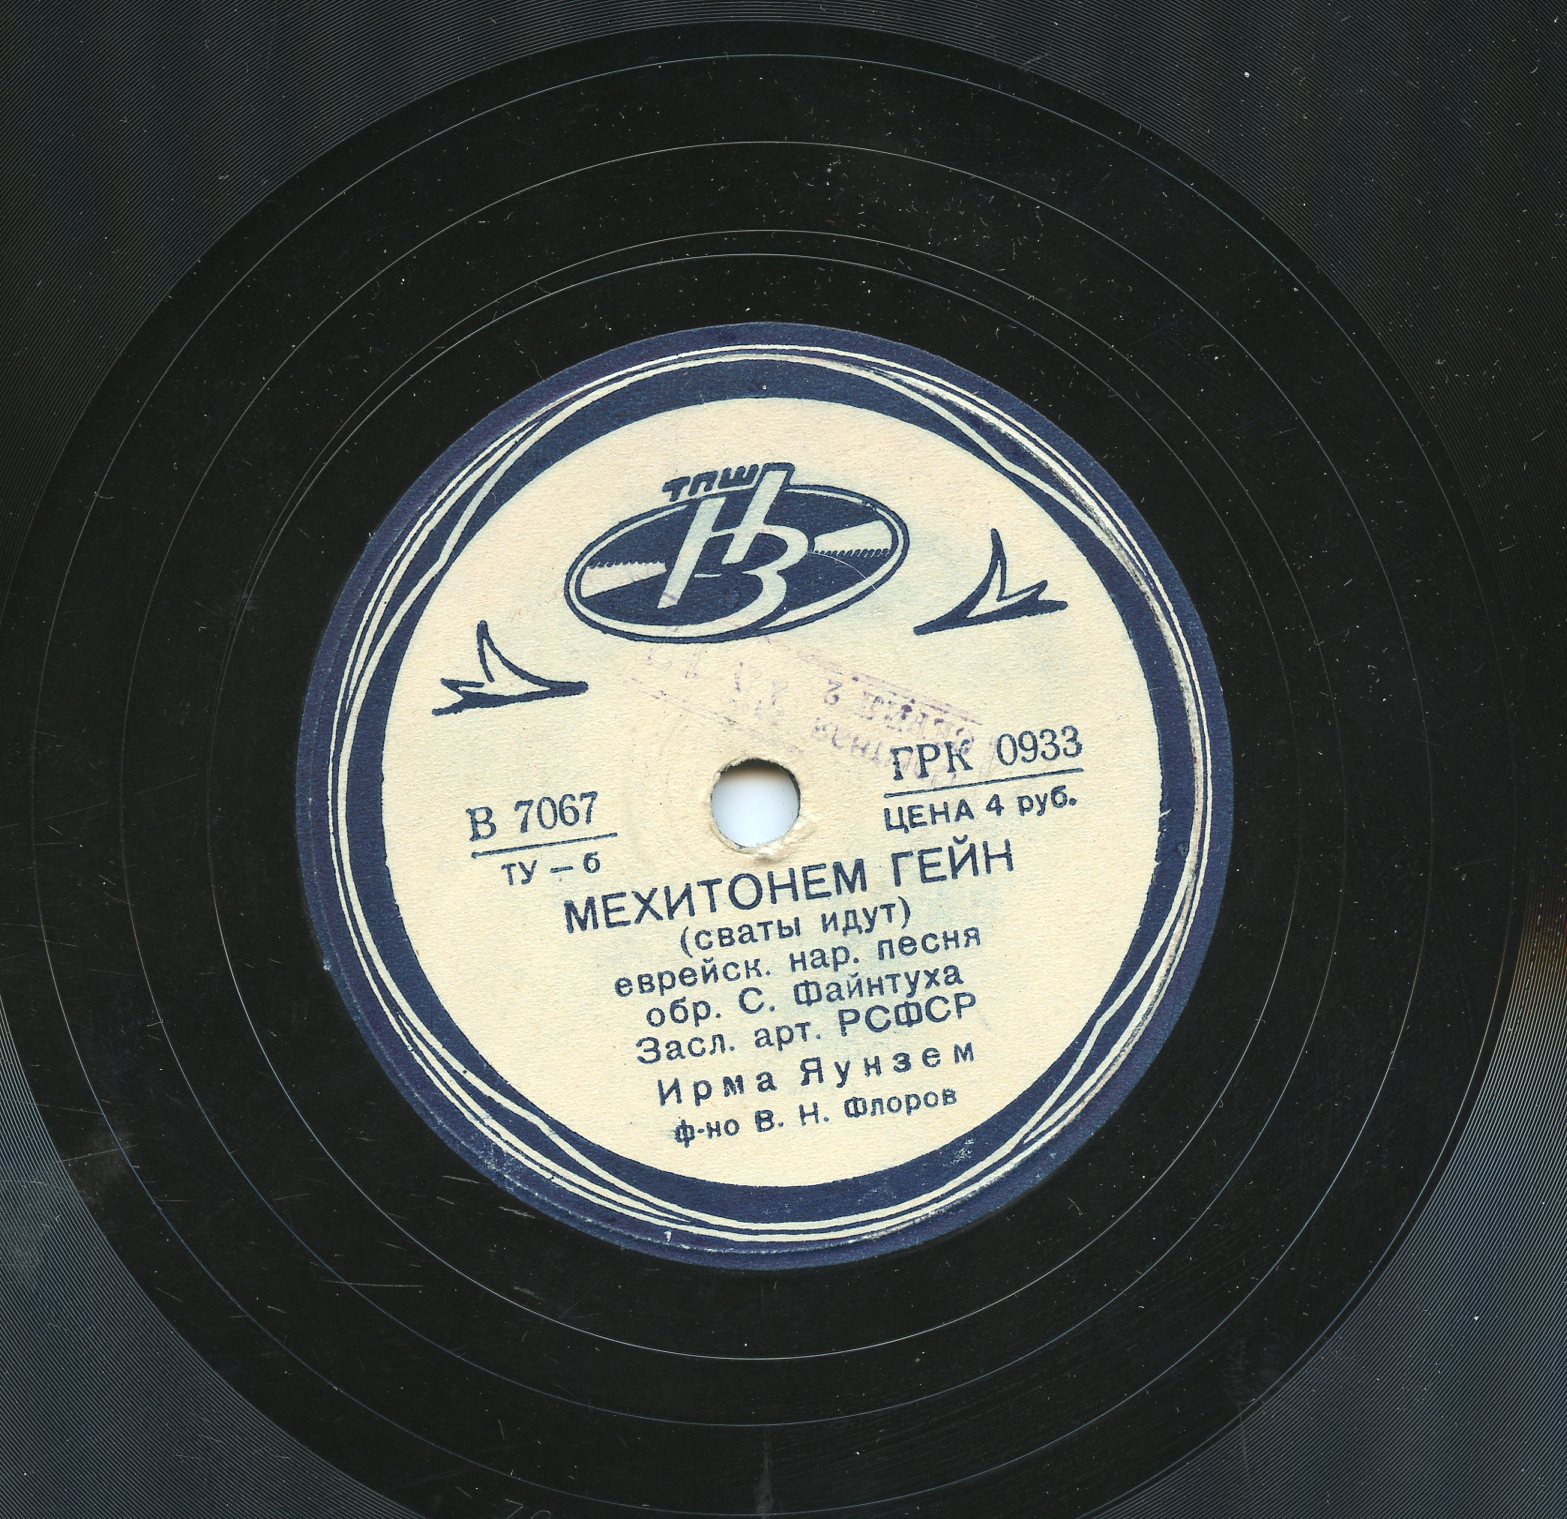 ТПШП
НЗ
В 7067
ТУ – б
ГРК 0933
ЦЕНА 4 руб.
МЕХИТОНЕМ ГЕЙН
(сваты идут)
еврейск. нар. песня
обр. С. Файнтуха
Засл. арт. РСФСР
Ирма Яунзем
ф-но В. Н. Флоров